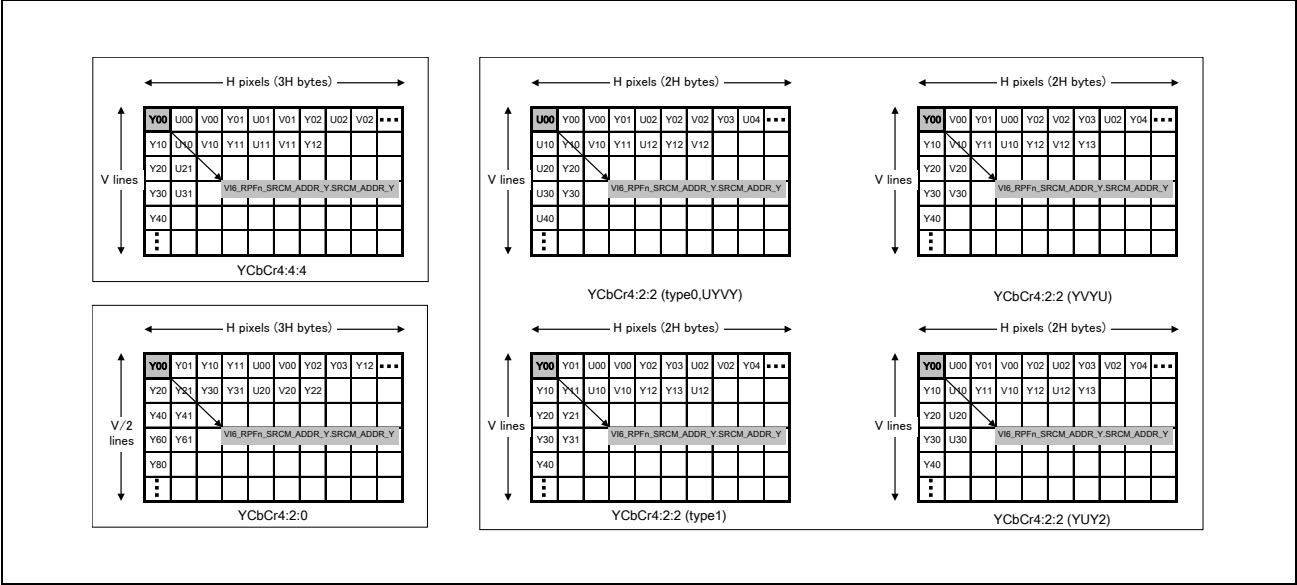 H pixels (3H bytes)
V lines
Y00 U00 V00 Y01 U01 V01 Y02 U02 V02 ▪▪▪
Y10 U10 V10 Y11 U11 V11 Y12
Y20 U21
VI6_RPFn_SRCM_ADDR_Y.SRCM_ADDR_Y
Y30 U31
Y40
⋮
YCbCr4:4:4
H pixels (2H bytes)
V lines
U00 Y00 V00 Y01 U02 Y02 V02 Y03 U04 ▪▪▪
U10 Y10 V10 Y11 U12 Y12 V12
U20 Y20
VI6_RPFn_SRCM_ADDR_Y.SRCM_ADDR_Y
U30 Y30
U40
⋮
YCbCr4:2:2 (type0,UYVY)
H pixels (2H bytes)
V lines
Y00 V00 Y01 U00 Y02 V02 Y03 U02 Y04 ▪▪▪
Y10 V10 Y11 U10 Y12 V12 Y13
Y20 V20
VI6_RPFn_SRCM_ADDR_Y.SRCM_ADDR_Y
Y30 V30
Y40
⋮
YCbCr4:2:2 (YVYU)
H pixels (3H bytes)
V/2
lines
Y00 Y01 Y10 Y11 U00 V00 Y02 Y03 Y12 ▪▪▪
Y20 Y21 Y30 Y31 U20 V20 Y22
Y40 Y41
VI6_RPFn_SRCM_ADDR_Y.SRCM_ADDR_Y
Y60 Y61
Y80
⋮
YCbCr4:2:0
H pixels (2H bytes)
V lines
Y00 Y01 U00 V00 Y02 Y03 U02 V02 Y04 ▪▪▪
Y10 Y11 U10 V10 Y12 Y13 U12
Y20 Y21
VI6_RPFn_SRCM_ADDR_Y.SRCM_ADDR_Y
Y30 Y31
Y40
⋮
YCbCr4:2:2 (type1)
H pixels (2H bytes)
V lines
Y00 U00 Y01 V00 Y02 U02 Y03 V02 Y04 ▪▪▪
Y10 U10 Y11 V10 Y12 U12 Y13
Y20 U20
VI6_RPFn_SRCM_ADDR_Y.SRCM_ADDR_Y
Y30 U30
Y40
⋮
YCbCr4:2:2 (YUY2)